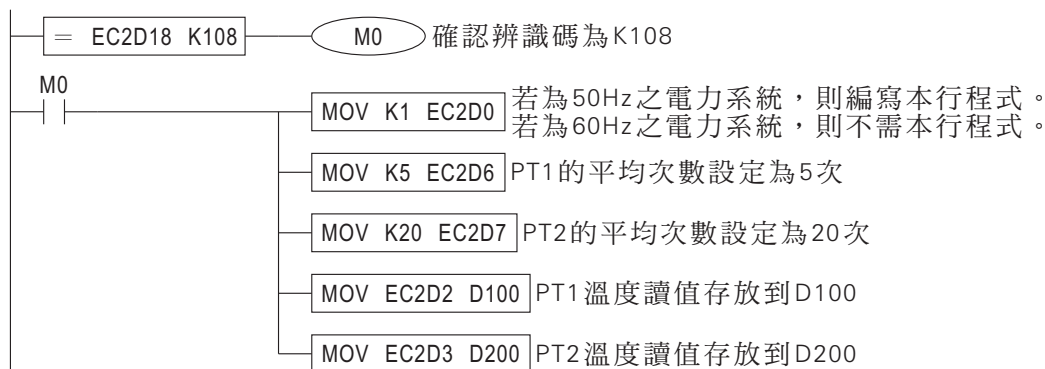 = EC2D18 K108 M0 確認辨識碼為K108
M0
MOV K1 EC2D0 若為50Hz之電力系統，則編寫本行程式。
若為60Hz之電力系統，則不需本行程式。
MOV K5 EC2D6 PT1的平均次數設定為5次
MOV K20 EC2D7 PT2的平均次數設定為20次
MOV EC2D2 D100 PT1溫度讀值存放到D100
MOV EC2D3 D200 PT2溫度讀值存放到D200